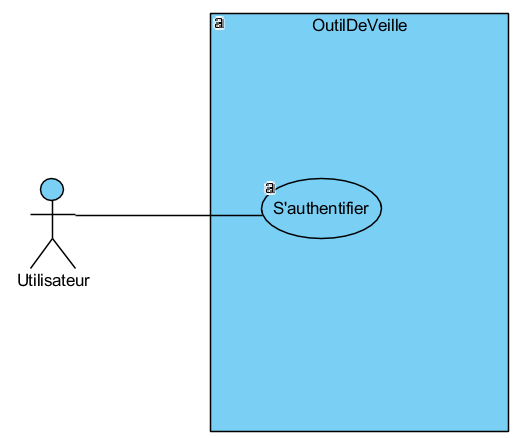 a
OutilDeVeille
a
S'authentifier
Utilisateur